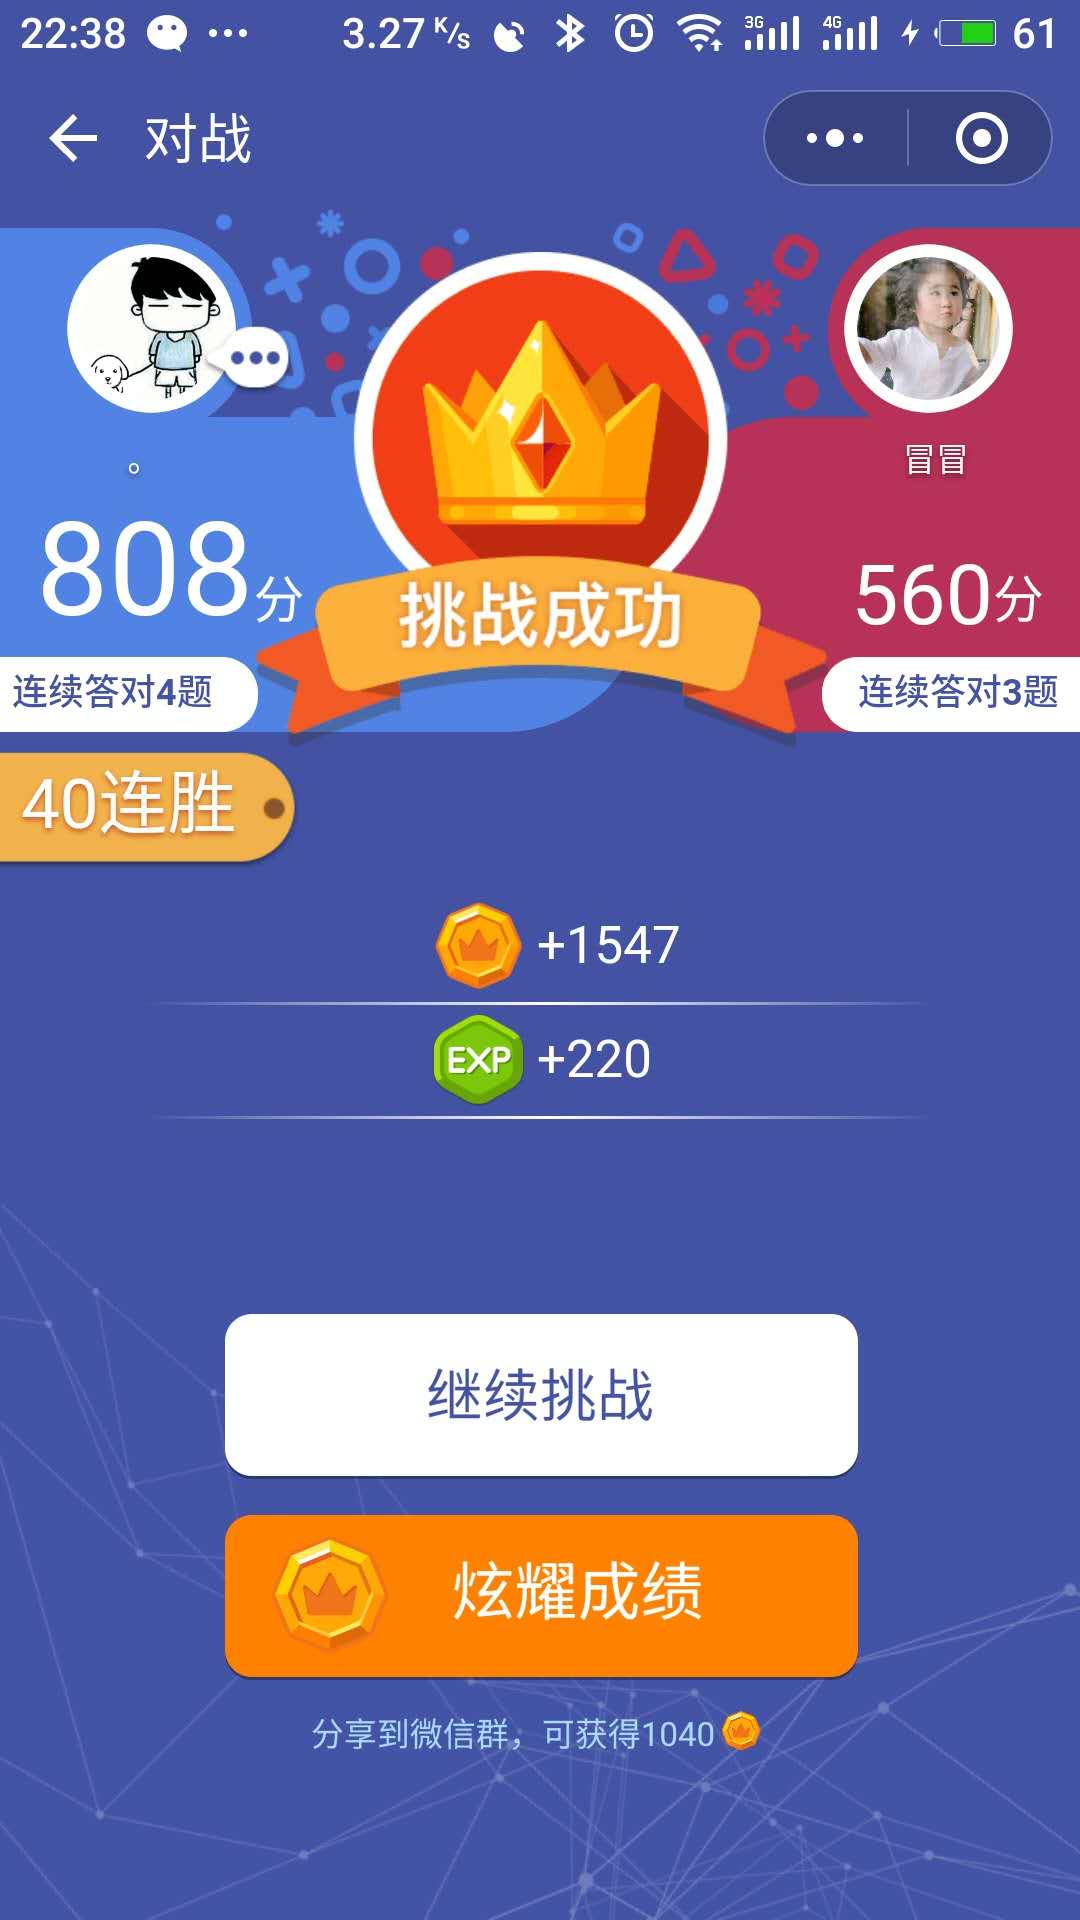 22:38 ... 3.27 K/s 3G 4G 61
对战
。
冒冒
808分
560分
挑战成功
连续答对4题
连续答对3题
40连胜
+1547
EXP +220
继续挑战
炫耀成绩
分享到微信群，可获得1040